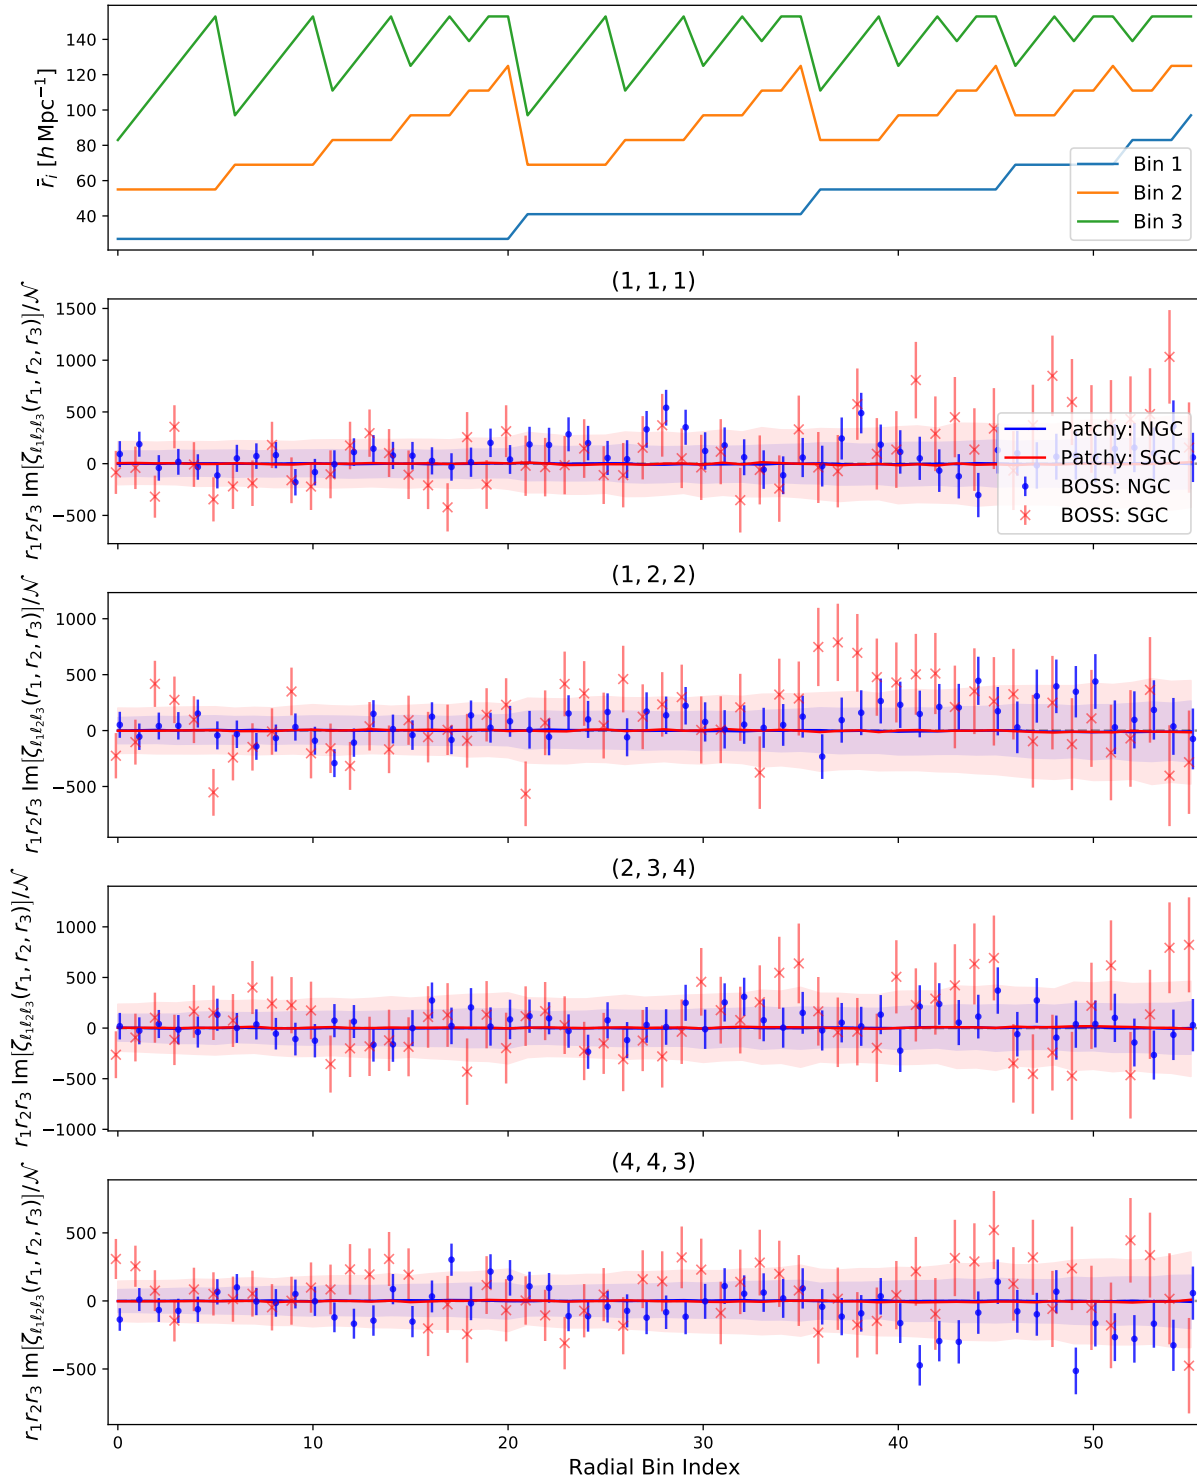 140
120
100
80
60
40
r̄ᵢ [h Mpc⁻¹]
Bin 1
Bin 2
Bin 3
(1, 1, 1)
1500
1000
500
0
−500
r₁r₂r₃ Im[ζℓ₁ℓ₂ℓ₃(r₁, r₂, r₃)]/𝒩
Patchy: NGC
Patchy: SGC
BOSS: NGC
BOSS: SGC
(1, 2, 2)
1000
500
0
−500
r₁r₂r₃ Im[ζℓ₁ℓ₂ℓ₃(r₁, r₂, r₃)]/𝒩
(2, 3, 4)
1000
500
0
−500
−1000
r₁r₂r₃ Im[ζℓ₁ℓ₂ℓ₃(r₁, r₂, r₃)]/𝒩
(4, 4, 3)
500
0
−500
r₁r₂r₃ Im[ζℓ₁ℓ₂ℓ₃(r₁, r₂, r₃)]/𝒩
0 10 20 30 40 50
Radial Bin Index